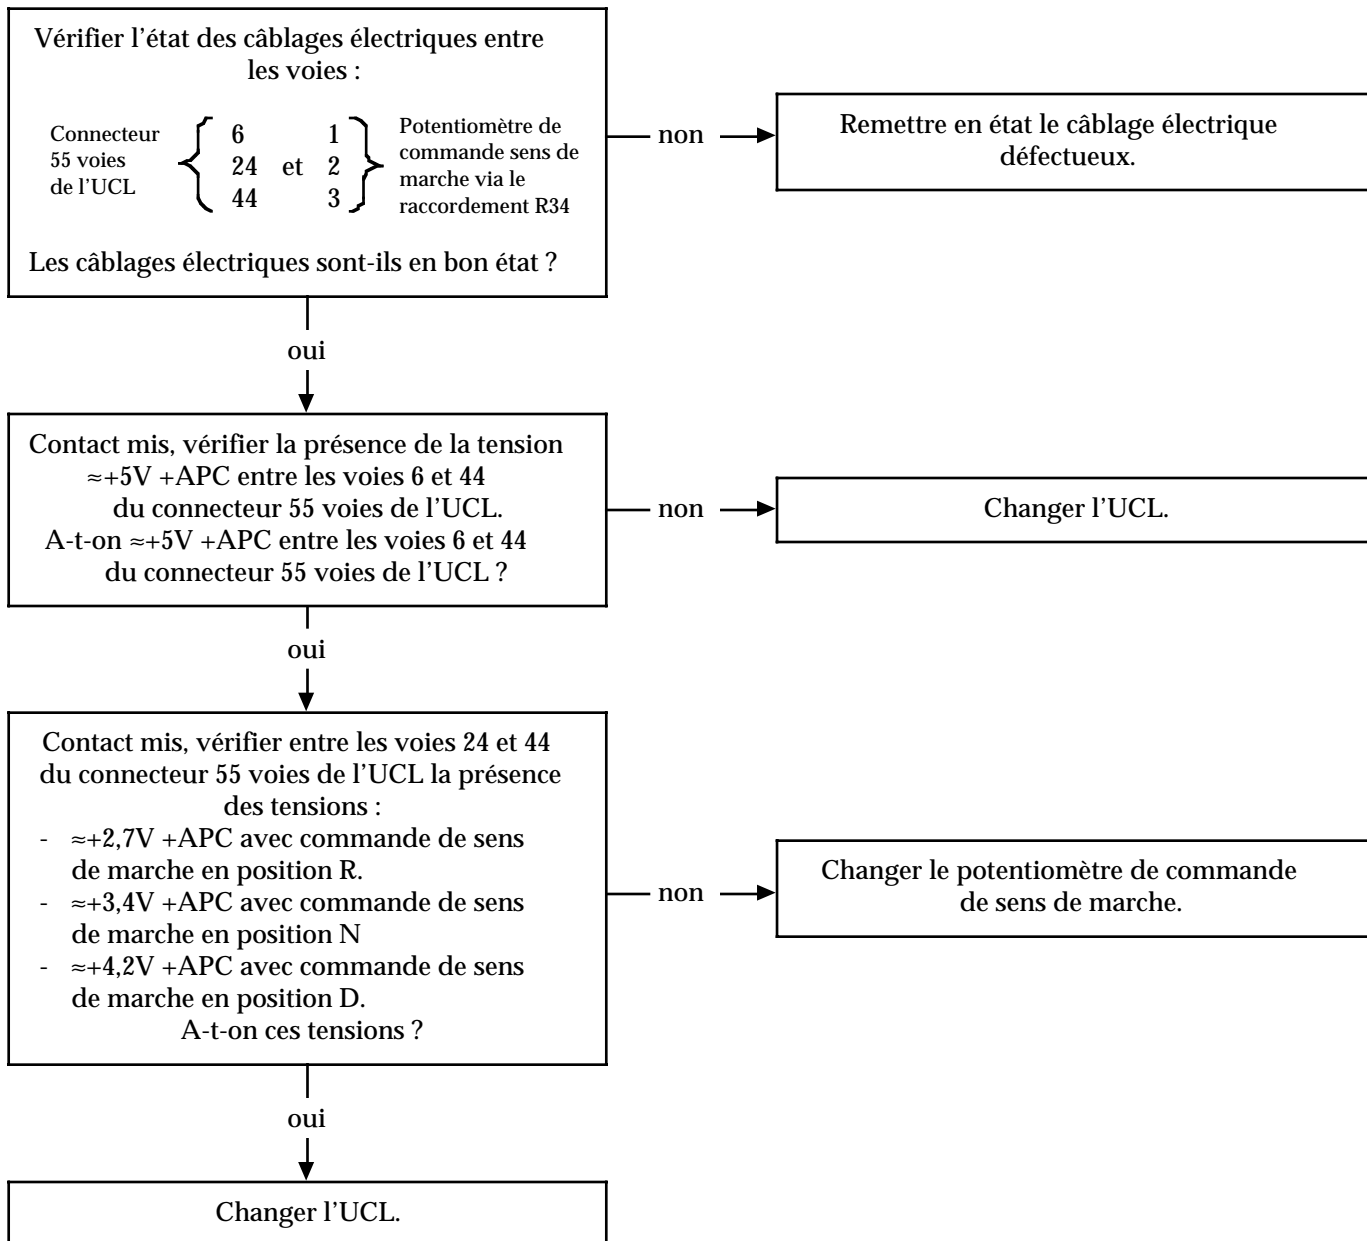 Vérifier l’état des câblages électriques entre
les voies :
Connecteur
55 voies
de l’UCL
6 1
24 et 2
44 3
Potentiomètre de
commande sens de
marche via le
raccordement R34
Les câblages électriques sont-ils en bon état ?
non
Remettre en état le câblage électrique
défectueux.
oui
Contact mis, vérifier la présence de la tension
≈+5V +APC entre les voies 6 et 44
du connecteur 55 voies de l’UCL.
A-t-on ≈+5V +APC entre les voies 6 et 44
du connecteur 55 voies de l’UCL ?
non
Changer l’UCL.
oui
Contact mis, vérifier entre les voies 24 et 44
du connecteur 55 voies de l’UCL la présence
des tensions :
- ≈+2,7V +APC avec commande de sens
de marche en position R.
- ≈+3,4V +APC avec commande de sens
de marche en position N
- ≈+4,2V +APC avec commande de sens
de marche en position D.
A-t-on ces tensions ?
non
Changer le potentiomètre de commande
de sens de marche.
oui
Changer l’UCL.